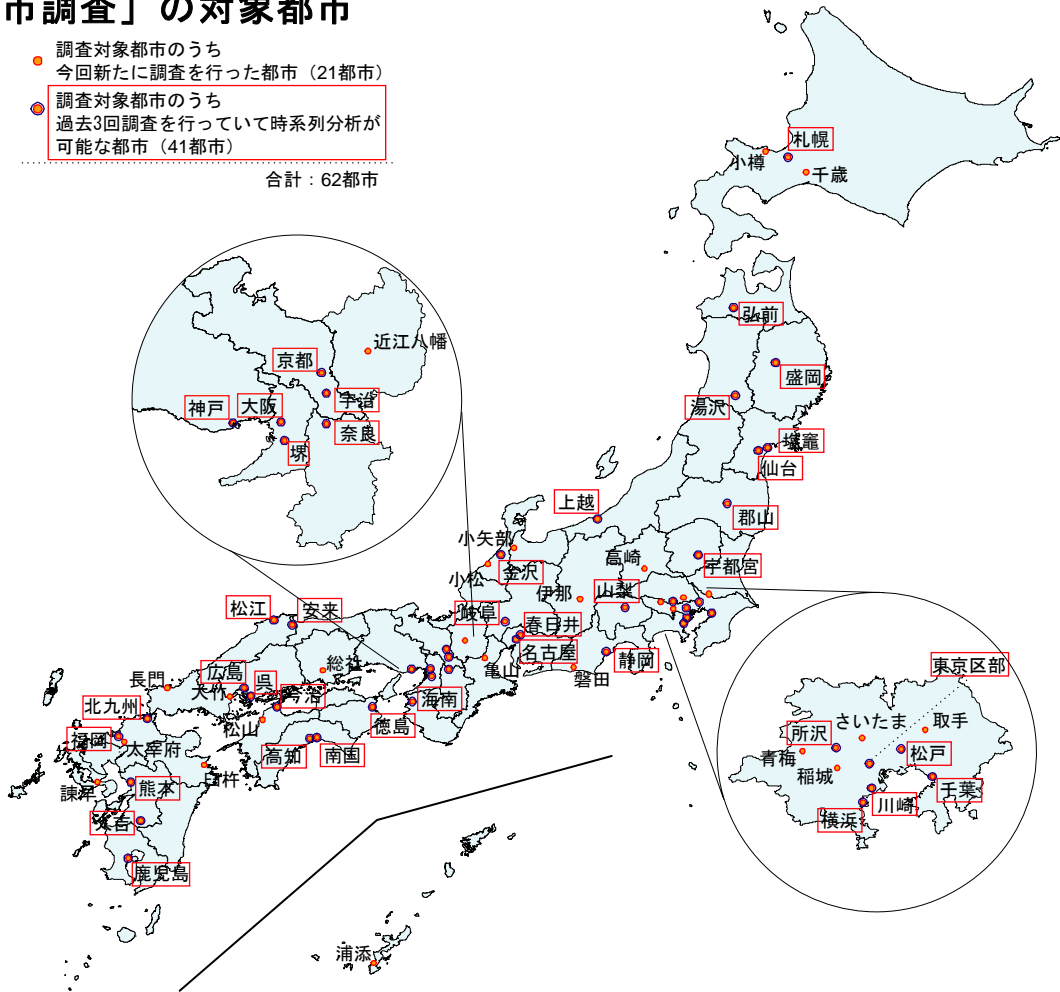 市調査」の対象都市
調査対象都市のうち
今回新たに調査を行った都市（21都市）
調査対象都市のうち
過去3回調査を行っていて時系列分析が
可能な都市（41都市）
合計：62都市
札幌
小樽
千歳
弘前
盛岡
湯沢
塩竈
仙台
郡山
上越
宇都宮
高崎
小矢部
金沢
小松
伊那
山梨
岐阜
春日井
名古屋
静岡
磐田
亀山
近江八幡
京都
宇治
神戸
大阪
奈良
堺
松江
安来
総社
広島
呉
大竹
長門
今治
松山
海南
徳島
高知
南国
北九州
福岡
太宰府
臼杵
諫早
熊本
人吉
鹿児島
浦添
東京区部
さいたま
取手
所沢
松戸
青梅
稲城
千葉
川崎
横浜